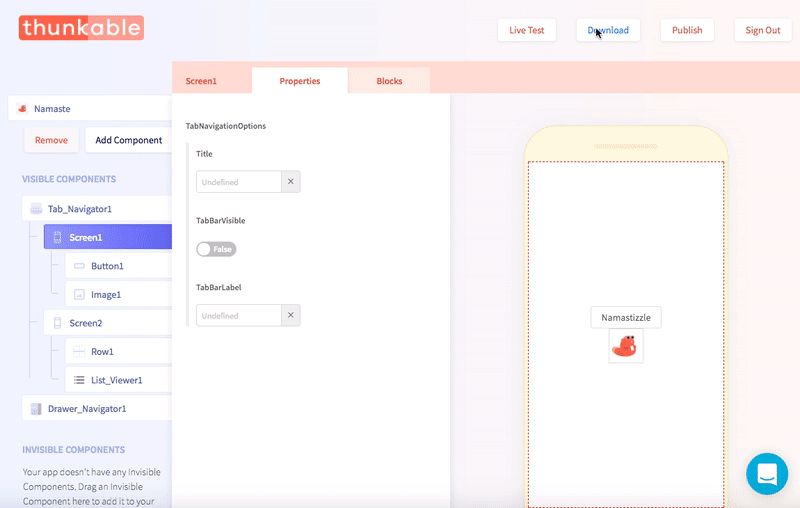 thunkable
Live Test
Download
Publish
Sign Out
Screen1
Properties
Blocks
Namaste
Remove
Add Component
VISIBLE COMPONENTS
Tab_Navigator1
Screen1
Button1
Image1
Screen2
Row1
List_Viewer1
Drawer_Navigator1
INVISIBLE COMPONENTS
Your app doesn't have any Invisible
Components. Drag an Invisible
Component here to add it to your
TabNavigationOptions
Title
Undefined
TabBarVisible
False
TabBarLabel
Undefined
Namastizzle